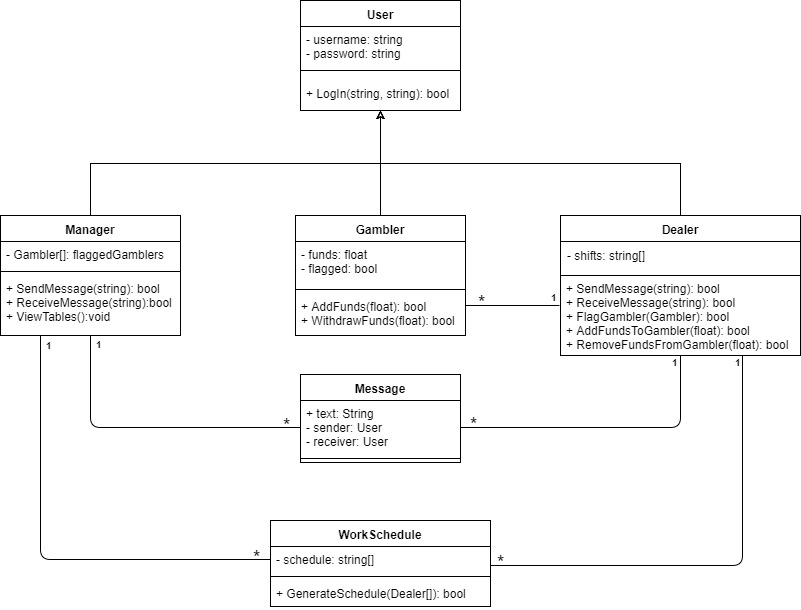 User
- username: string
- password: string
+ LogIn(string, string): bool
Manager
- Gambler[]: flaggedGamblers
+ SendMessage(string): bool
+ ReceiveMessage(string):bool
+ ViewTables():void
Gambler
- funds: float
- flagged: bool
+ AddFunds(float): bool
+ WithdrawFunds(float): bool
* 1
Dealer
- shifts: string[]
+ SendMessage(string): bool
+ ReceiveMessage(string): bool
+ FlagGambler(Gambler): bool
+ AddFundsToGambler(float): bool
+ RemoveFundsFromGambler(float): bool
1 1
1 1
Message
+ text: String
- sender: User
- receiver: User
* *
WorkSchedule
- schedule: string[]
+ GenerateSchedule(Dealer[]): bool
* *